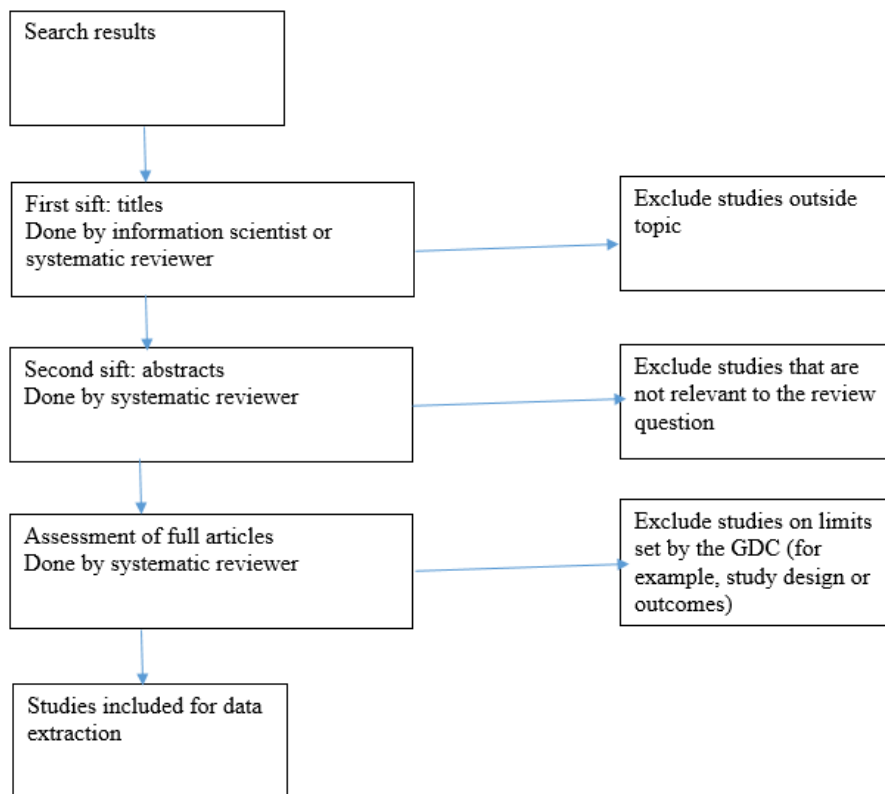 Search results
First sift: titles
Done by information scientist or
systematic reviewer
Exclude studies outside
topic
Second sift: abstracts
Done by systematic reviewer
Exclude studies that are
not relevant to the review
question
Assessment of full articles
Done by systematic reviewer
Exclude studies on limits
set by the GDC (for
example, study design or
outcomes)
Studies included for data
extraction